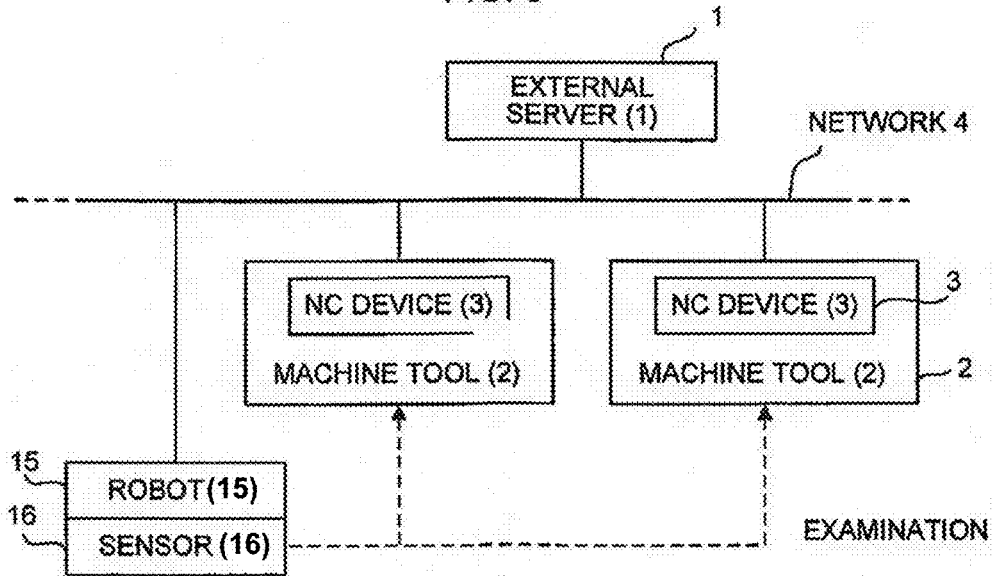 1
EXTERNAL
SERVER (1)
NETWORK 4
NC DEVICE (3)
MACHINE TOOL (2)
NC DEVICE (3)
3
MACHINE TOOL (2)
2
15
ROBOT(15)
16
SENSOR (16)
EXAMINATION